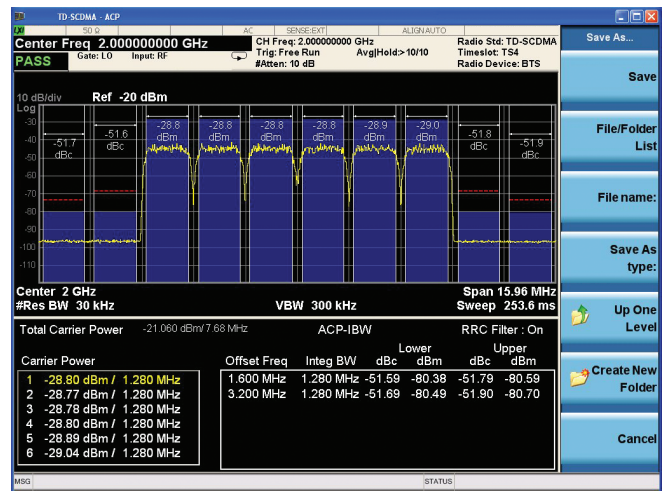 TD-SCDMA - ACP
LXI
50 Ω AC SENSE:EXT ALIGN AUTO
Center Freq 2.000000000 GHz
CH Freq: 2.000000000 GHz
Radio Std: TD-SCDMA
Trig: Free Run Avg|Hold:> 10/10
Timeslot: TS4
PASS Gate: LO Input: RF
#Atten: 10 dB
Radio Device: BTS
10 dB/div Ref -20 dBm
Log
-30
-40
-50
-60
-70
-80
-90
-100
-110
-51.7
dBc
-51.6
dBc
-28.8
dBm
-28.8
dBm
-28.8
dBm
-28.8
dBm
-28.9
dBm
-29.0
dBm
-51.8
dBc
-51.9
dBc
Center 2 GHz Span 15.96 MHz
#Res BW 30 kHz VBW 300 kHz Sweep 253.6 ms
Total Carrier Power -21.060 dBm/ 7.68 MHz ACP-IBW RRC Filter : On
Lower Upper
Carrier Power Offset Freq Integ BW dBc dBm dBc dBm
1 -28.80 dBm / 1.280 MHz 1.600 MHz 1.280 MHz -51.59 -80.38 -51.79 -80.59
2 -28.77 dBm / 1.280 MHz 3.200 MHz 1.280 MHz -51.69 -80.49 -51.90 -80.70
3 -28.78 dBm / 1.280 MHz
4 -28.80 dBm / 1.280 MHz
5 -28.89 dBm / 1.280 MHz
6 -29.04 dBm / 1.280 MHz
MSG STATUS
Save As...
Save
File/Folder
List
File name:
Save As
type:
Up One
Level
Create New
Folder
Cancel